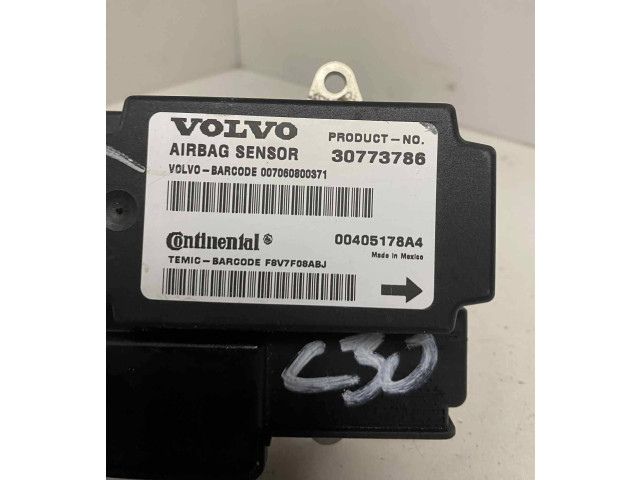 VOLVO
PRODUCT-NO.
AIRBAG SENSOR 30773786
VOLVO-BARCODE 007060800371
Continental 00405178A4
Made in Mexico
TEMIC-BARCODE F8V7F08ABJ
C30